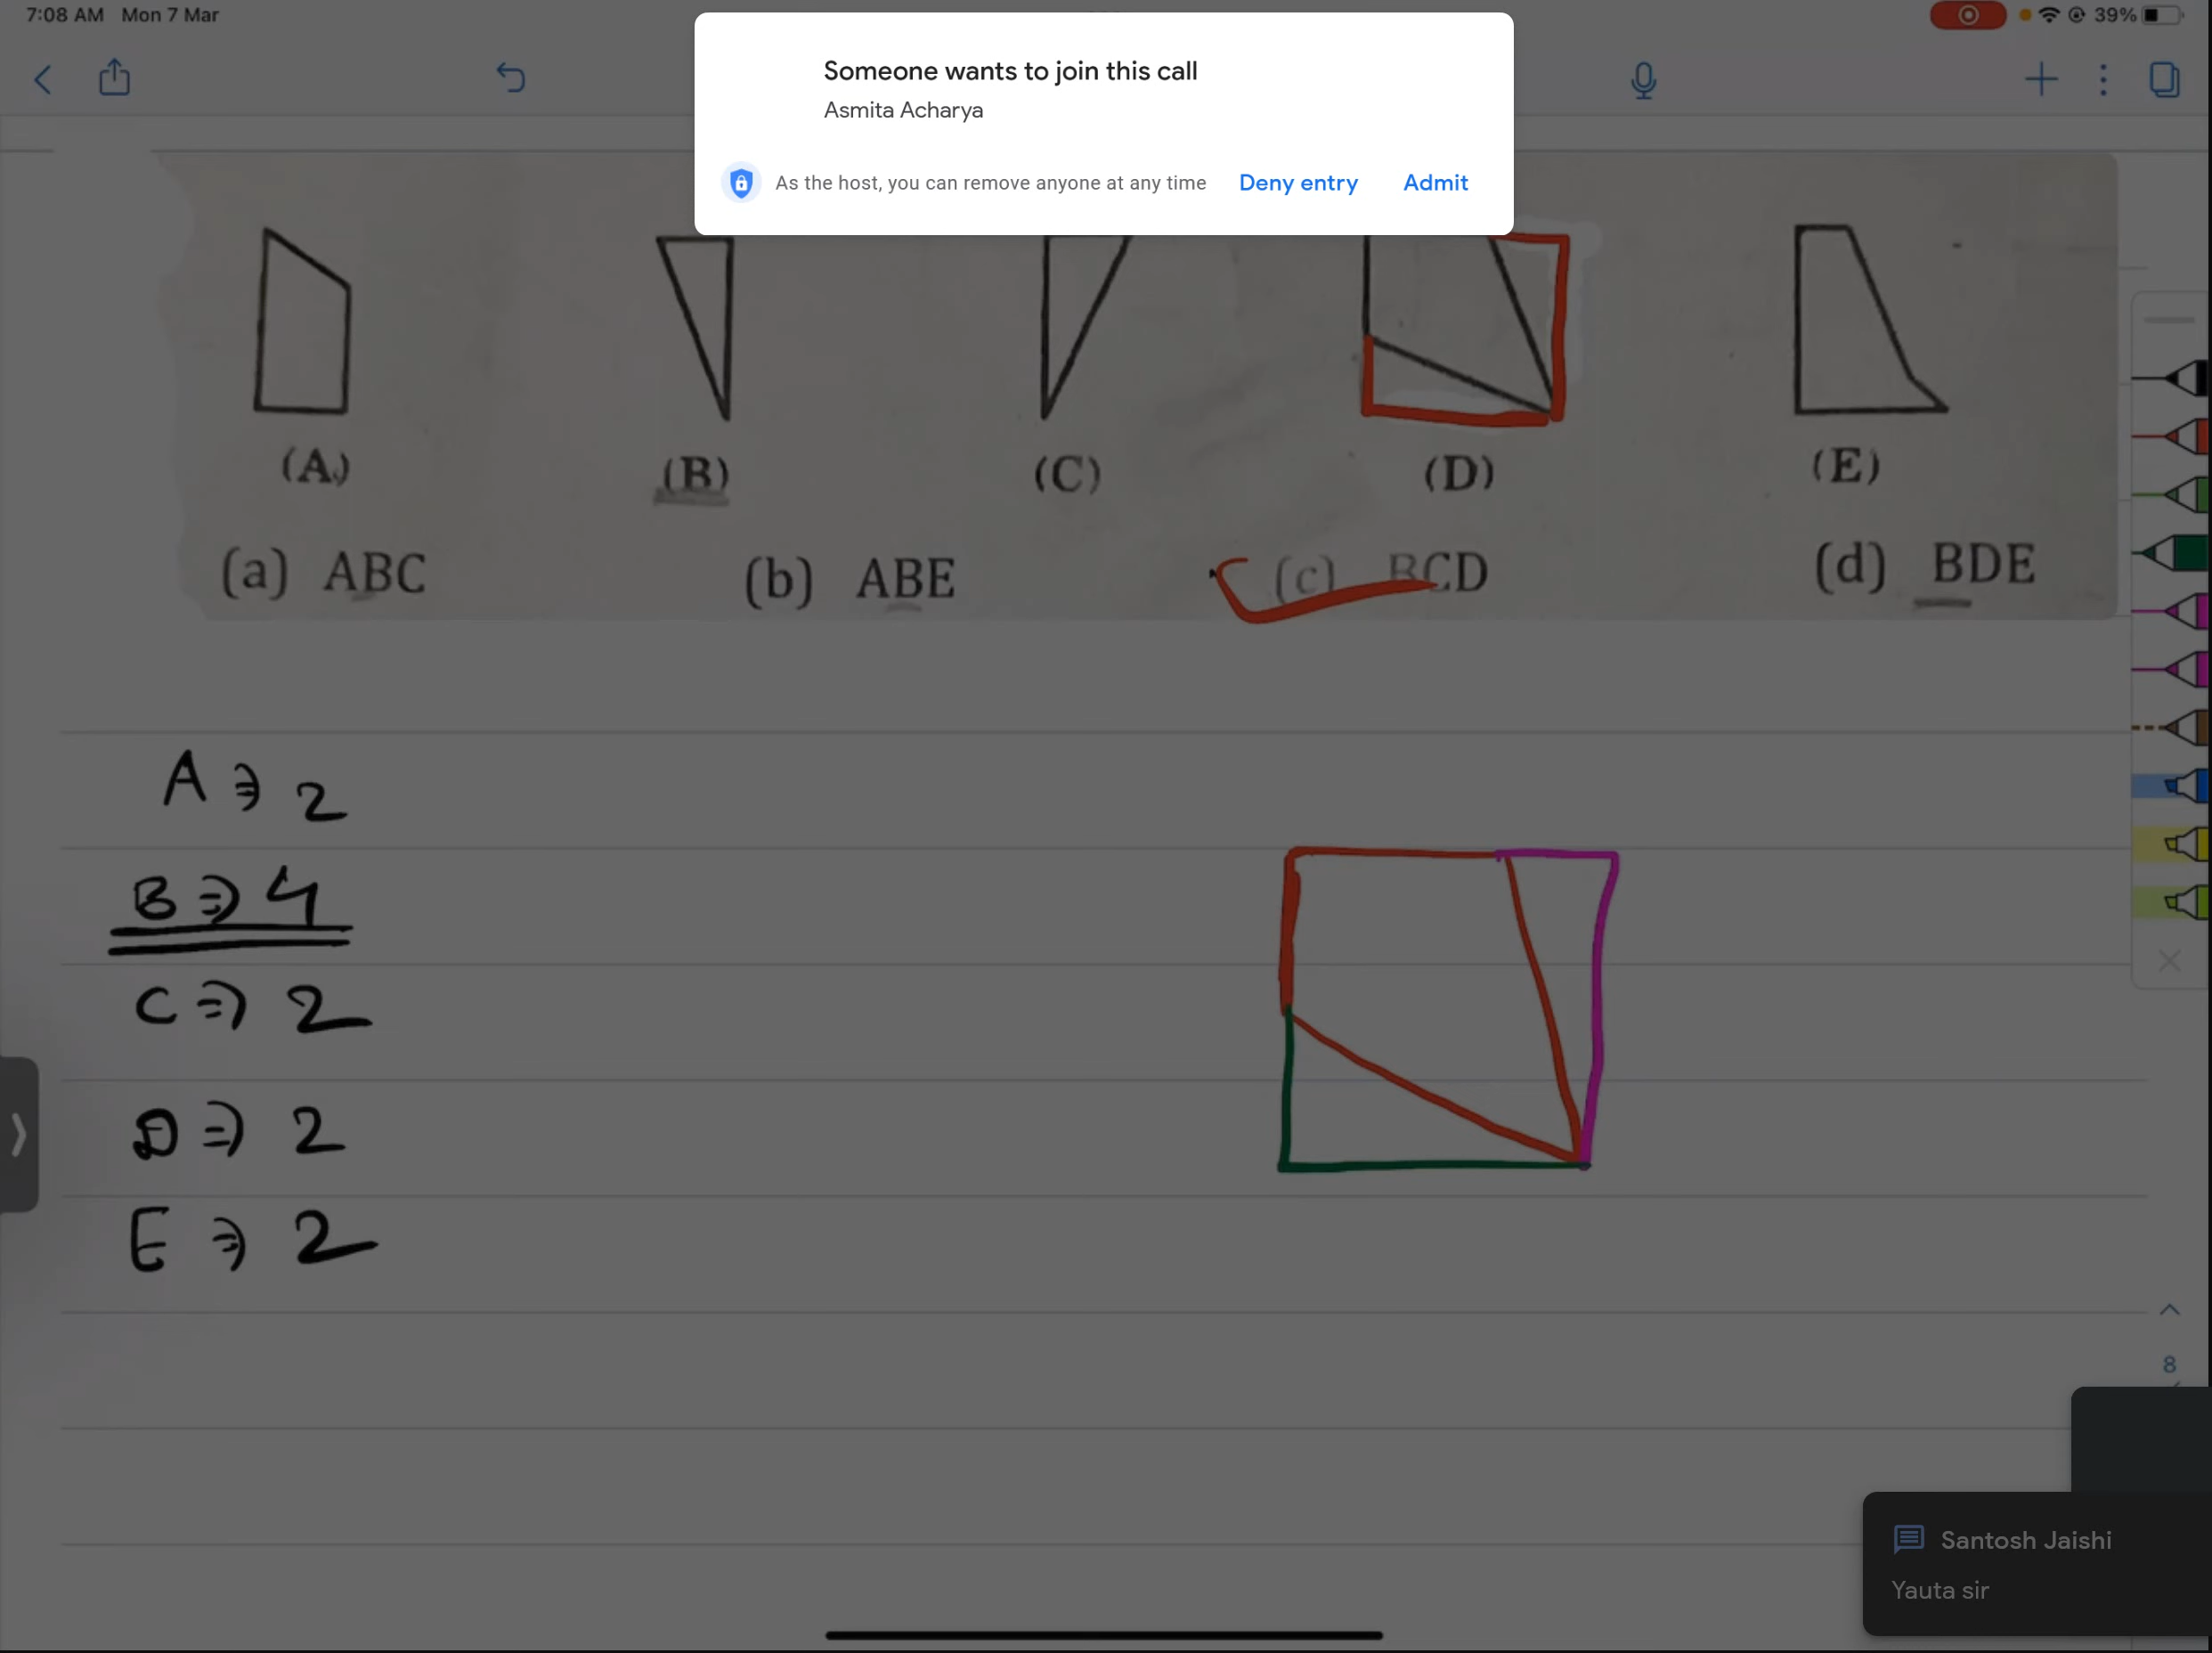 7:08 AM Mon 7 Mar
39%
Someone wants to join this call
Asmita Acharya
As the host, you can remove anyone at any time Deny entry Admit
(A) (B) (C) (D) (E)
(a) ABC (b) ABE (c) BCD (d) BDE
A ⇒ 2
B ⇒ 4
C ⇒ 2
D ⇒ 2
E ⇒ 2
8
Santosh Jaishi
Yauta sir